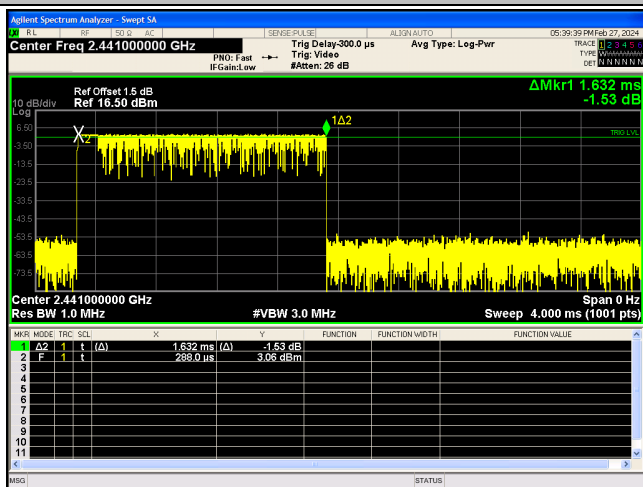 Agilent Spectrum Analyzer - Swept SA
LXI RL RF 50 Ω AC SENSE:PULSE ALIGN AUTO 05:39:39 PM Feb 27, 2024
Center Freq 2.441000000 GHz
Trig Delay-300.0 µs Avg Type: Log-Pwr TRACE 1 2 3 4 5 6
PNO: Fast Trig: Video TYPE
IFGain:Low #Atten: 26 dB DET N N N N N N
ΔMkr1 1.632 ms
-1.53 dB
Ref Offset 1.5 dB
10 dB/div Ref 16.50 dBm
Log
1Δ2
6.50
TRIG LVL
2
-3.50
-13.5
-23.5
-33.5
-43.5
-53.5
-63.5
-73.5
Center 2.441000000 GHz Span 0 Hz
Res BW 1.0 MHz #VBW 3.0 MHz Sweep 4.000 ms (1001 pts)
MKR MODE TRC SCL X Y FUNCTION FUNCTION WIDTH FUNCTION VALUE
1 Δ2 1 t (Δ) 1.632 ms (Δ) -1.53 dB
2 F 1 t 288.0 µs 3.06 dBm
3
4
5
6
7
8
9
10
11
MSG STATUS